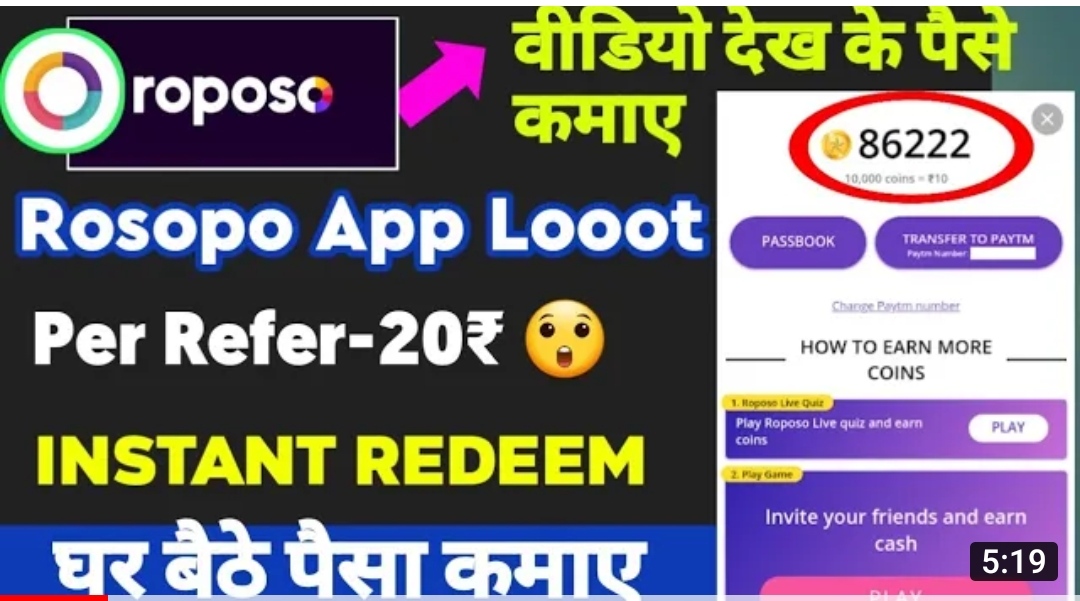 roposo
वीडियो देख के पैसे
कमाए
Rosopo App Looot
Per Refer-20₹
INSTANT REDEEM
घर बैठे पैसा कमाए
86222
10,000 coins = ₹10
PASSBOOK
TRANSFER TO PAYTM
Paytm Number
Change Paytm number
HOW TO EARN MORE
COINS
1. Roposo Live Quiz
Play Roposo Live quiz and earn
coins
PLAY
2. Play Game
Invite your friends and earn
cash
PLAY
5:19